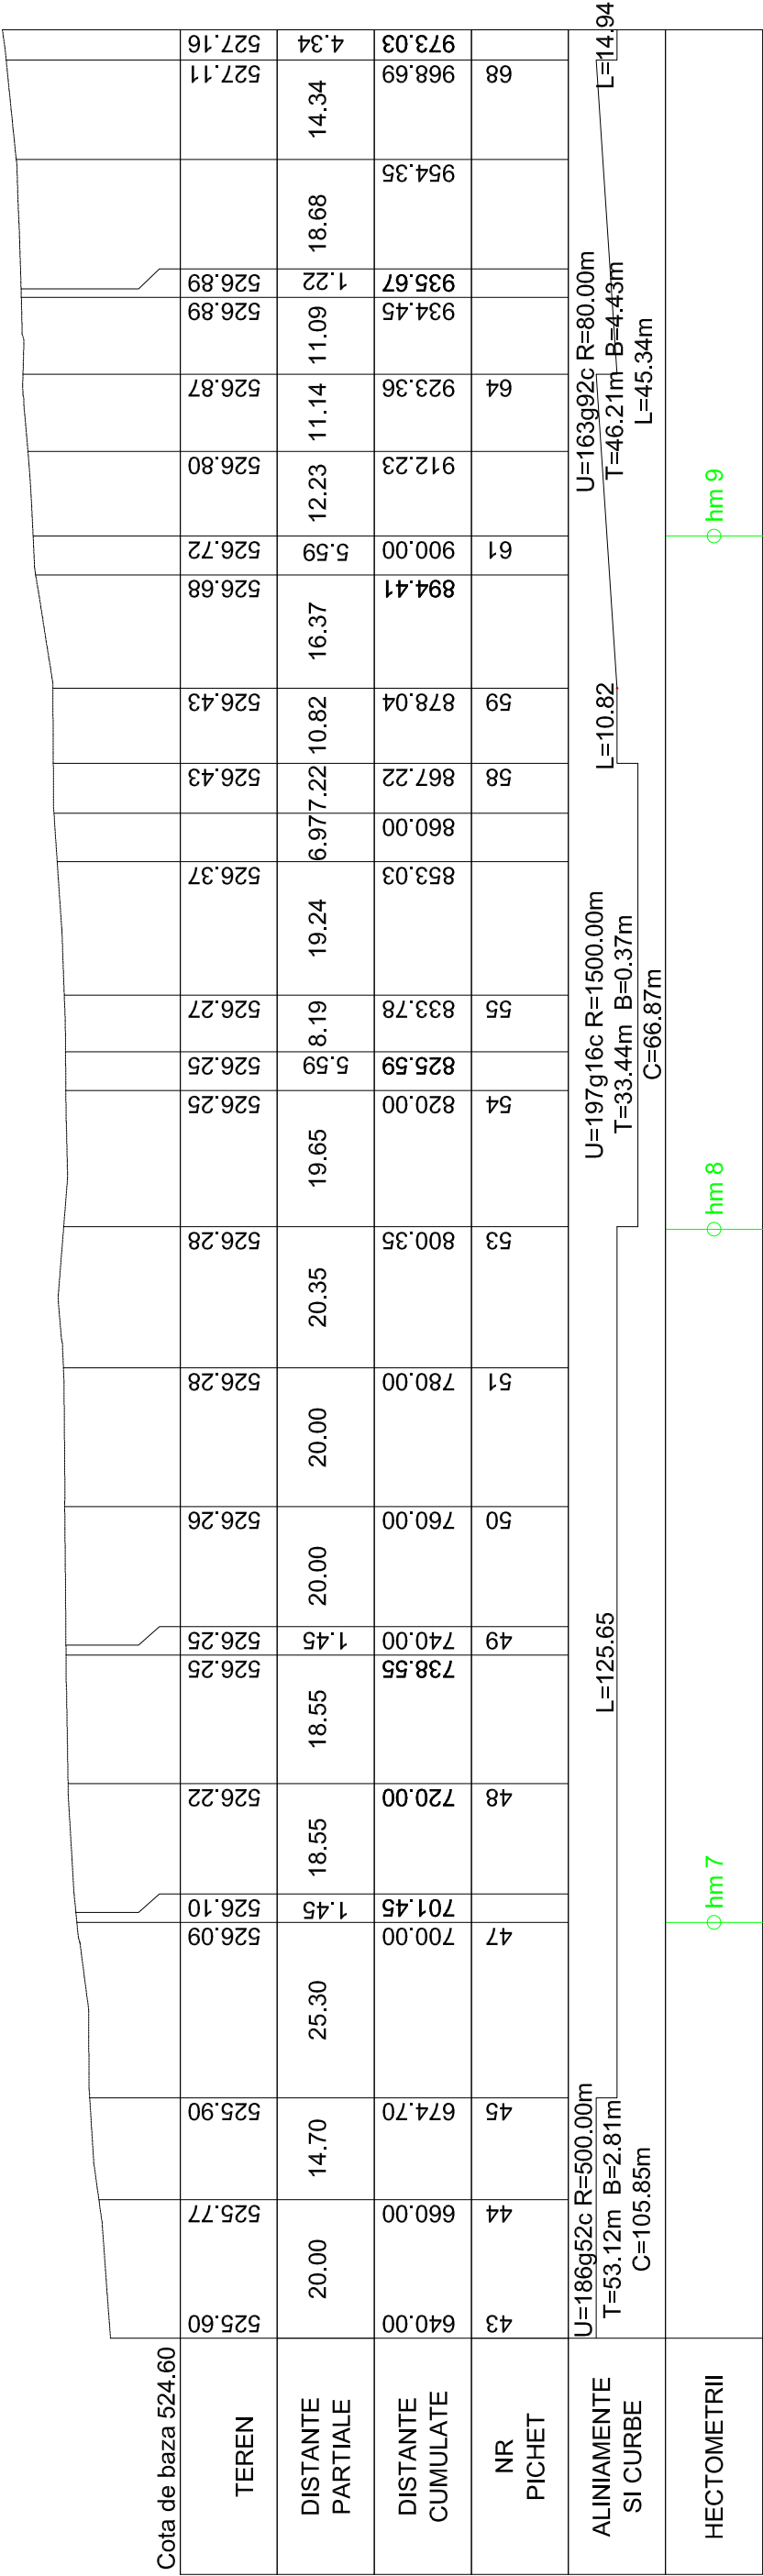 Cota de baza 524.60
TEREN
525.60 525.77 525.90 526.09 526.10 526.22 526.25 526.25 526.26 526.28 526.28 526.25 526.25 526.27 526.37 526.43 526.43 526.68 526.72 526.80 526.87 526.89 526.89 527.11 527.16
DISTANTE
PARTIALE
20.00 14.70 25.30 1.45 18.55 18.55 1.45 20.00 20.00 20.35 19.65 5.59 8.19 19.24 6.97 7.22 10.82 16.37 5.59 12.23 11.14 11.09 1.22 18.68 14.34 4.34
DISTANTE
CUMULATE
640.00 660.00 674.70 700.00 701.45 720.00 738.55 740.00 760.00 780.00 800.35 820.00 825.59 833.78 853.03 860.00 867.22 878.04 894.41 900.00 912.23 923.36 934.45 935.67 954.35 968.69 973.03
NR
PICHET
43 44 45 47 48 49 50 51 53 54 55 58 59 61 64 68
ALINIAMENTE
SI CURBE
U=186g52c R=500.00m
T=53.12m B=2.81m
C=105.85m
L=125.65
U=197g16c R=1500.00m
T=33.44m B=0.37m
C=66.87m
L=10.82
U=163g92c R=80.00m
T=46.21m B=4.43m
L=45.34m
L=14.94
HECTOMETRII
hm 7 hm 8 hm 9